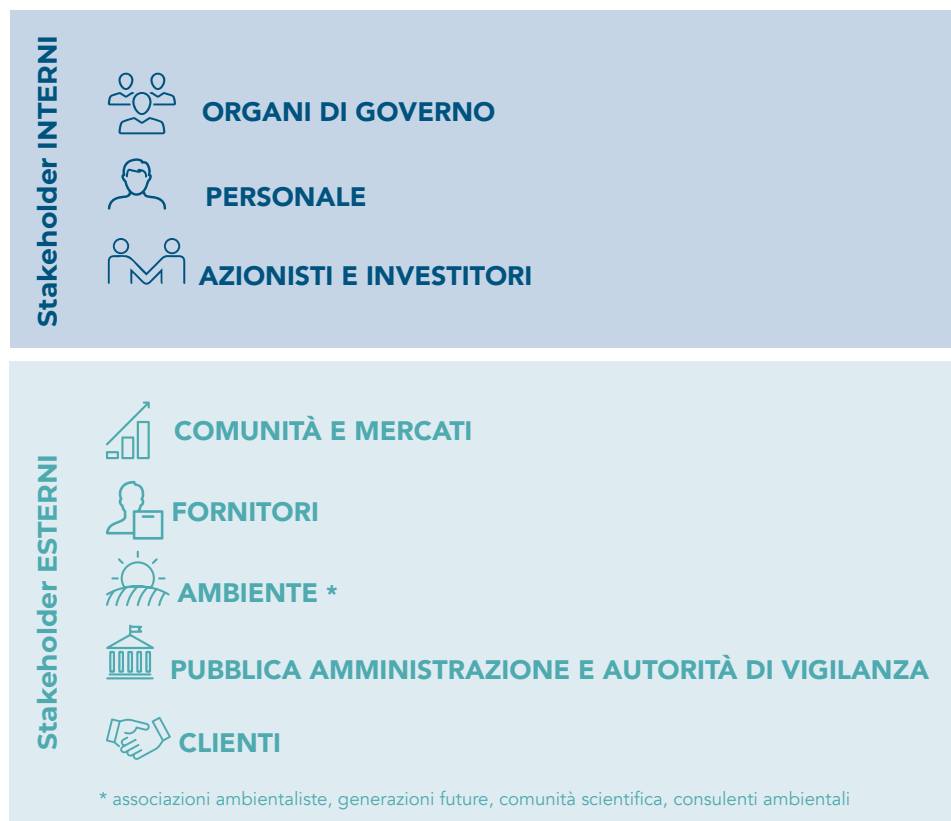 Stakeholder INTERNI
ORGANI DI GOVERNO
PERSONALE
AZIONISTI E INVESTITORI
Stakeholder ESTERNI
COMUNITÀ E MERCATI
FORNITORI
AMBIENTE *
PUBBLICA AMMINISTRAZIONE E AUTORITÀ DI VIGILANZA
CLIENTI
* associazioni ambientaliste, generazioni future, comunità scientifica, consulenti ambientali